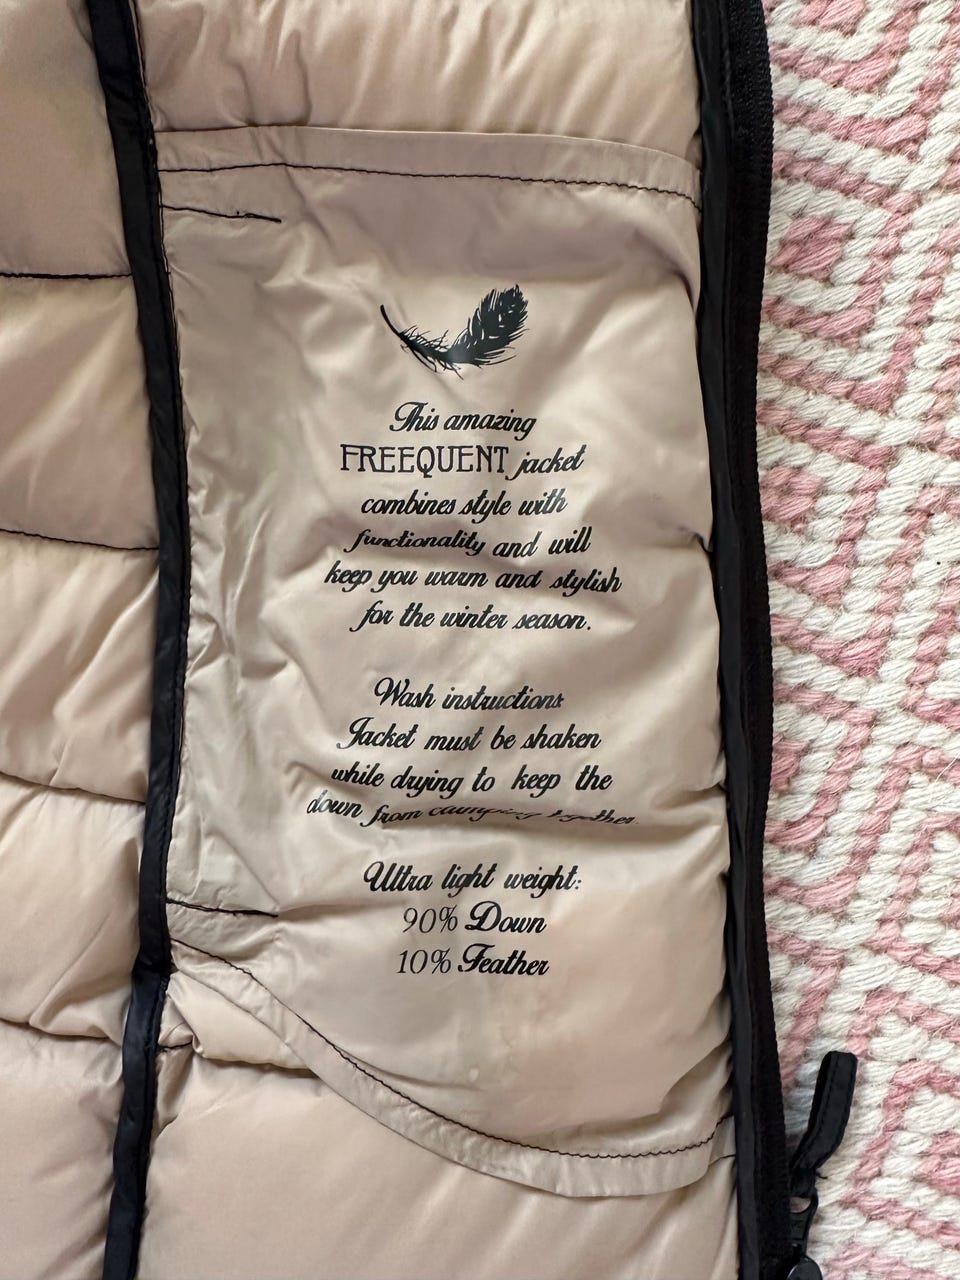 This amazing
FREEQUENT jacket
combines style with
functionality and will
keep you warm and stylish
for the winter season.
Wash instructions
Jacket must be shaken
while drying to keep the
down from together.
Ultra light weight:
90% Down
10% Feather